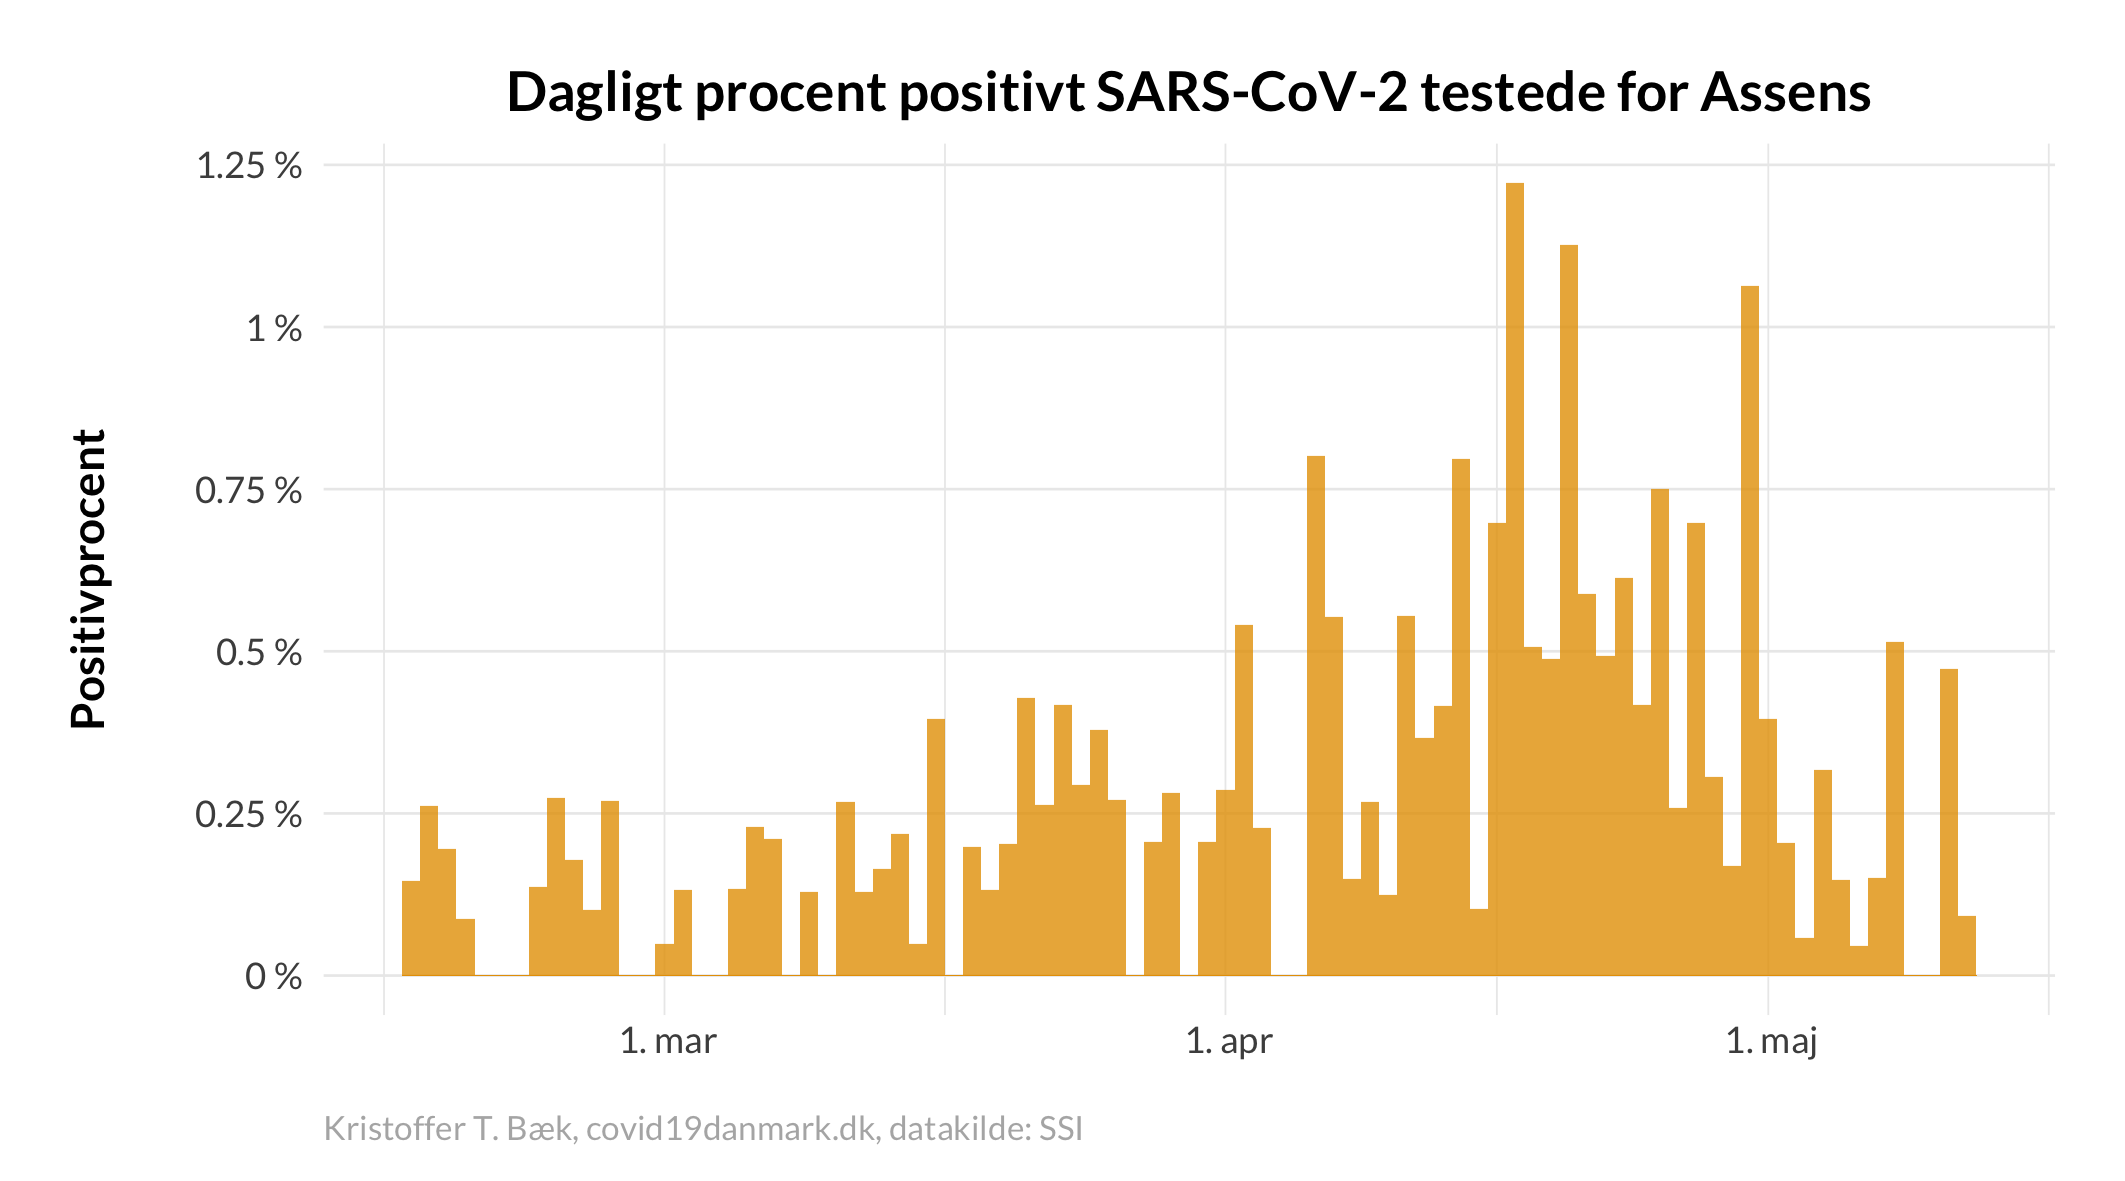 Dagligt procent positivt SARS-CoV-2 testede for Assens
1.25 %
1 %
0.75 %
0.5 %
0.25 %
0 %
Positivprocent
1. mar
1. apr
1. maj
Kristoffer T. Bæk, covid19danmark.dk, datakilde: SSI